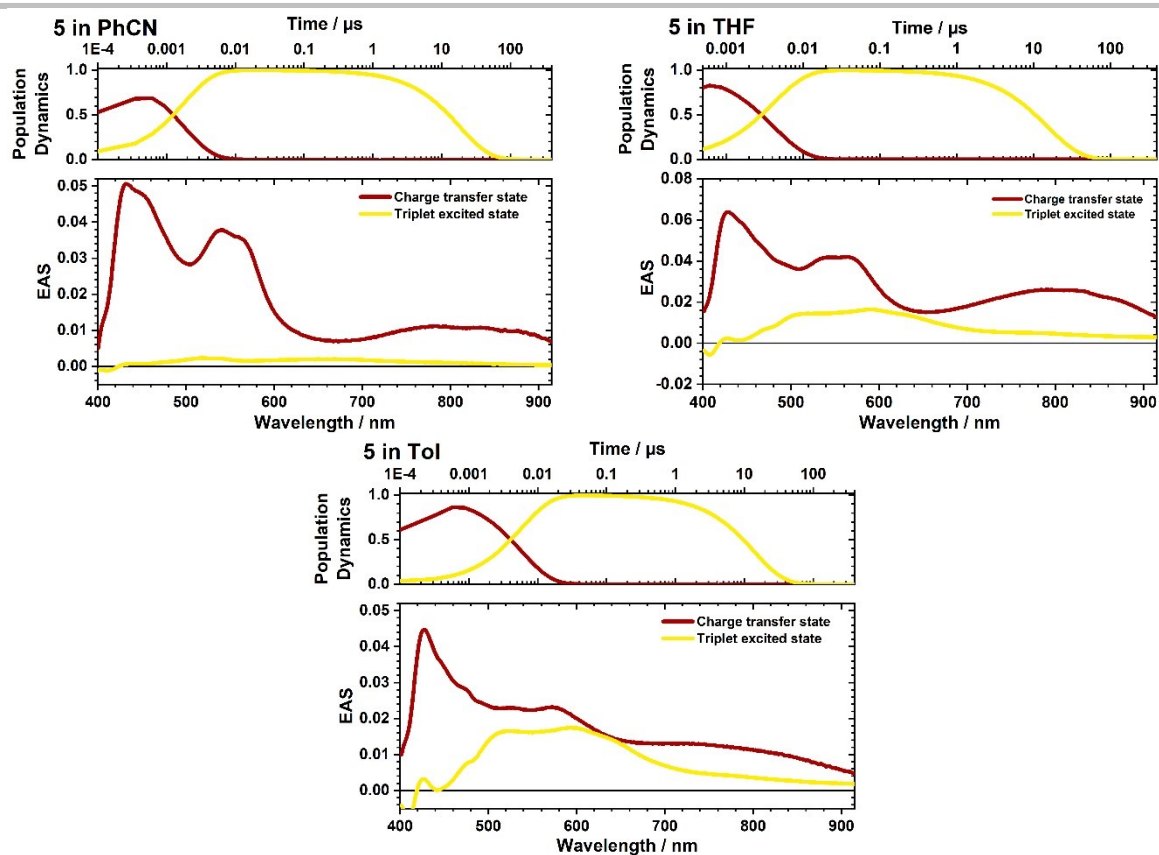 5 in PhCN
Time / µs
1E-4 0.001 0.01 0.1 1 10 100
Population
Dynamics
1.0
0.5
0.0
EAS
0.05
0.04
0.03
0.02
0.01
0.00
Charge transfer state
Triplet excited state
400 500 600 700 800 900
Wavelength / nm
5 in THF
Time / µs
0.001 0.01 0.1 1 10 100
Population
Dynamics
1.0
0.5
0.0
EAS
0.08
0.06
0.04
0.02
0.00
-0.02
Charge transfer state
Triplet excited state
400 500 600 700 800 900
Wavelength / nm
5 in Tol
Time / µs
1E-4 0.001 0.01 0.1 1 10 100
Population
Dynamics
1.0
0.5
0.0
EAS
0.05
0.04
0.03
0.02
0.01
0.00
Charge transfer state
Triplet excited state
400 500 600 700 800 900
Wavelength / nm